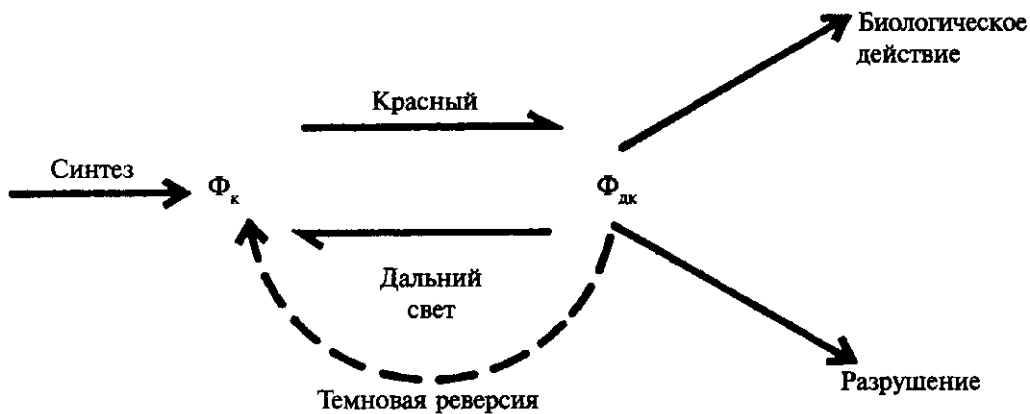 Биологическое
действие
Красный
Синтез
Фк
Фдк
Дальний
свет
Разрушение
Темновая реверсия